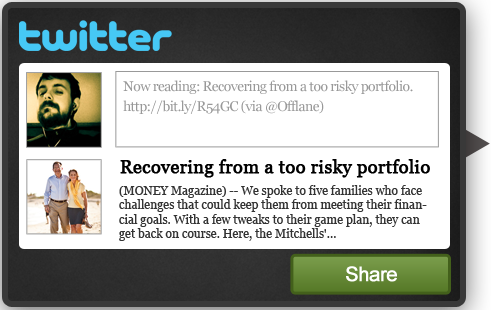 twitter
Now reading: Recovering from a too risky portfolio.
http://bit.ly/R54GC (via @Offlane)
Recovering from a too risky portfolio
(MONEY Magazine) -- We spoke to five families who face
challenges that could keep them from meeting their finan-
cial goals. With a few tweaks to their game plan, they can
get back on course. Here, the Mitchells'...
Share